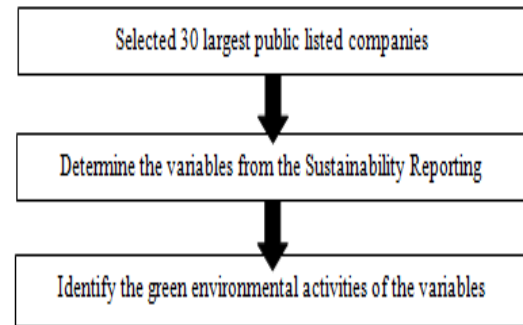 Selected 30 largest public listed companies
Determine the variables from the Sustainability Reporting
Identify the green environmental activities of the variables